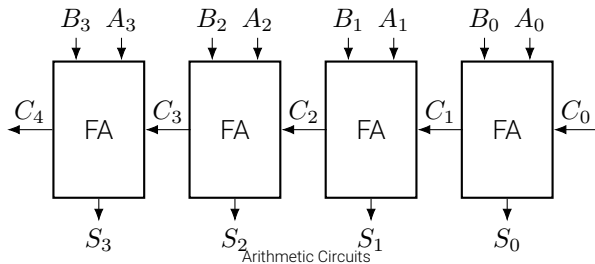 B₃ A₃ B₂ A₂ B₁ A₁ B₀ A₀
C₄ FA C₃ FA C₂ FA C₁ FA C₀
S₃ S₂ S₁ S₀
Arithmetic Circuits